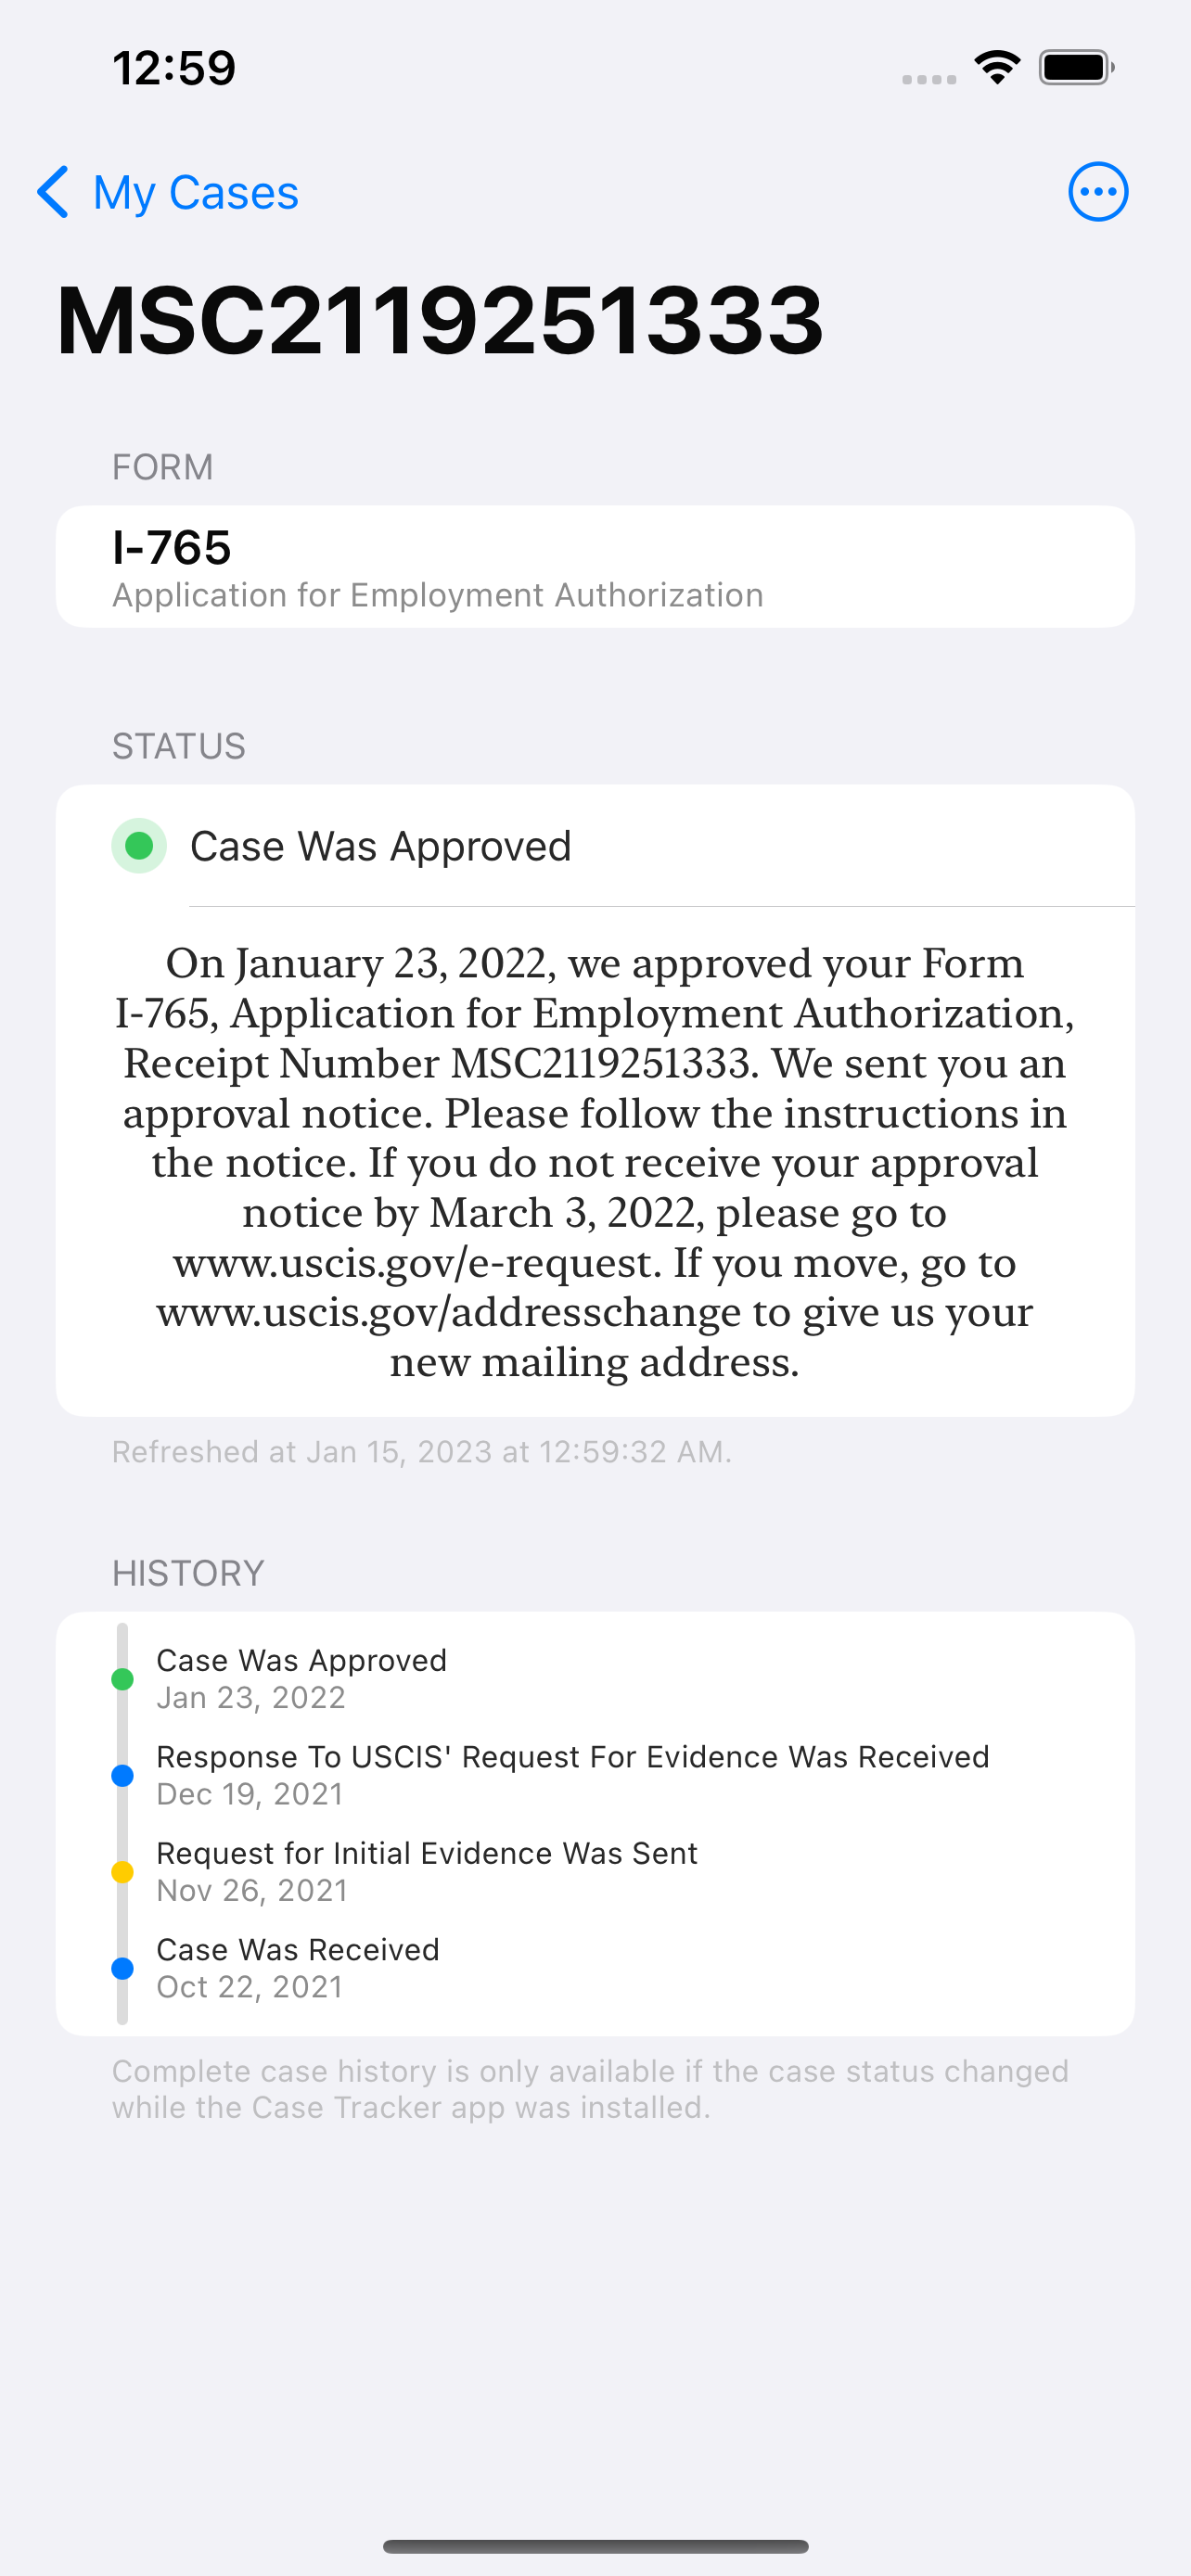 12:59
My Cases
MSC2119251333
FORM
I-765
Application for Employment Authorization
STATUS
Case Was Approved
On January 23, 2022, we approved your Form
I-765, Application for Employment Authorization,
Receipt Number MSC2119251333. We sent you an
approval notice. Please follow the instructions in
the notice. If you do not receive your approval
notice by March 3, 2022, please go to
www.uscis.gov/e-request. If you move, go to
www.uscis.gov/addresschange to give us your
new mailing address.
Refreshed at Jan 15, 2023 at 12:59:32 AM.
HISTORY
Case Was Approved
Jan 23, 2022
Response To USCIS' Request For Evidence Was Received
Dec 19, 2021
Request for Initial Evidence Was Sent
Nov 26, 2021
Case Was Received
Oct 22, 2021
Complete case history is only available if the case status changed
while the Case Tracker app was installed.